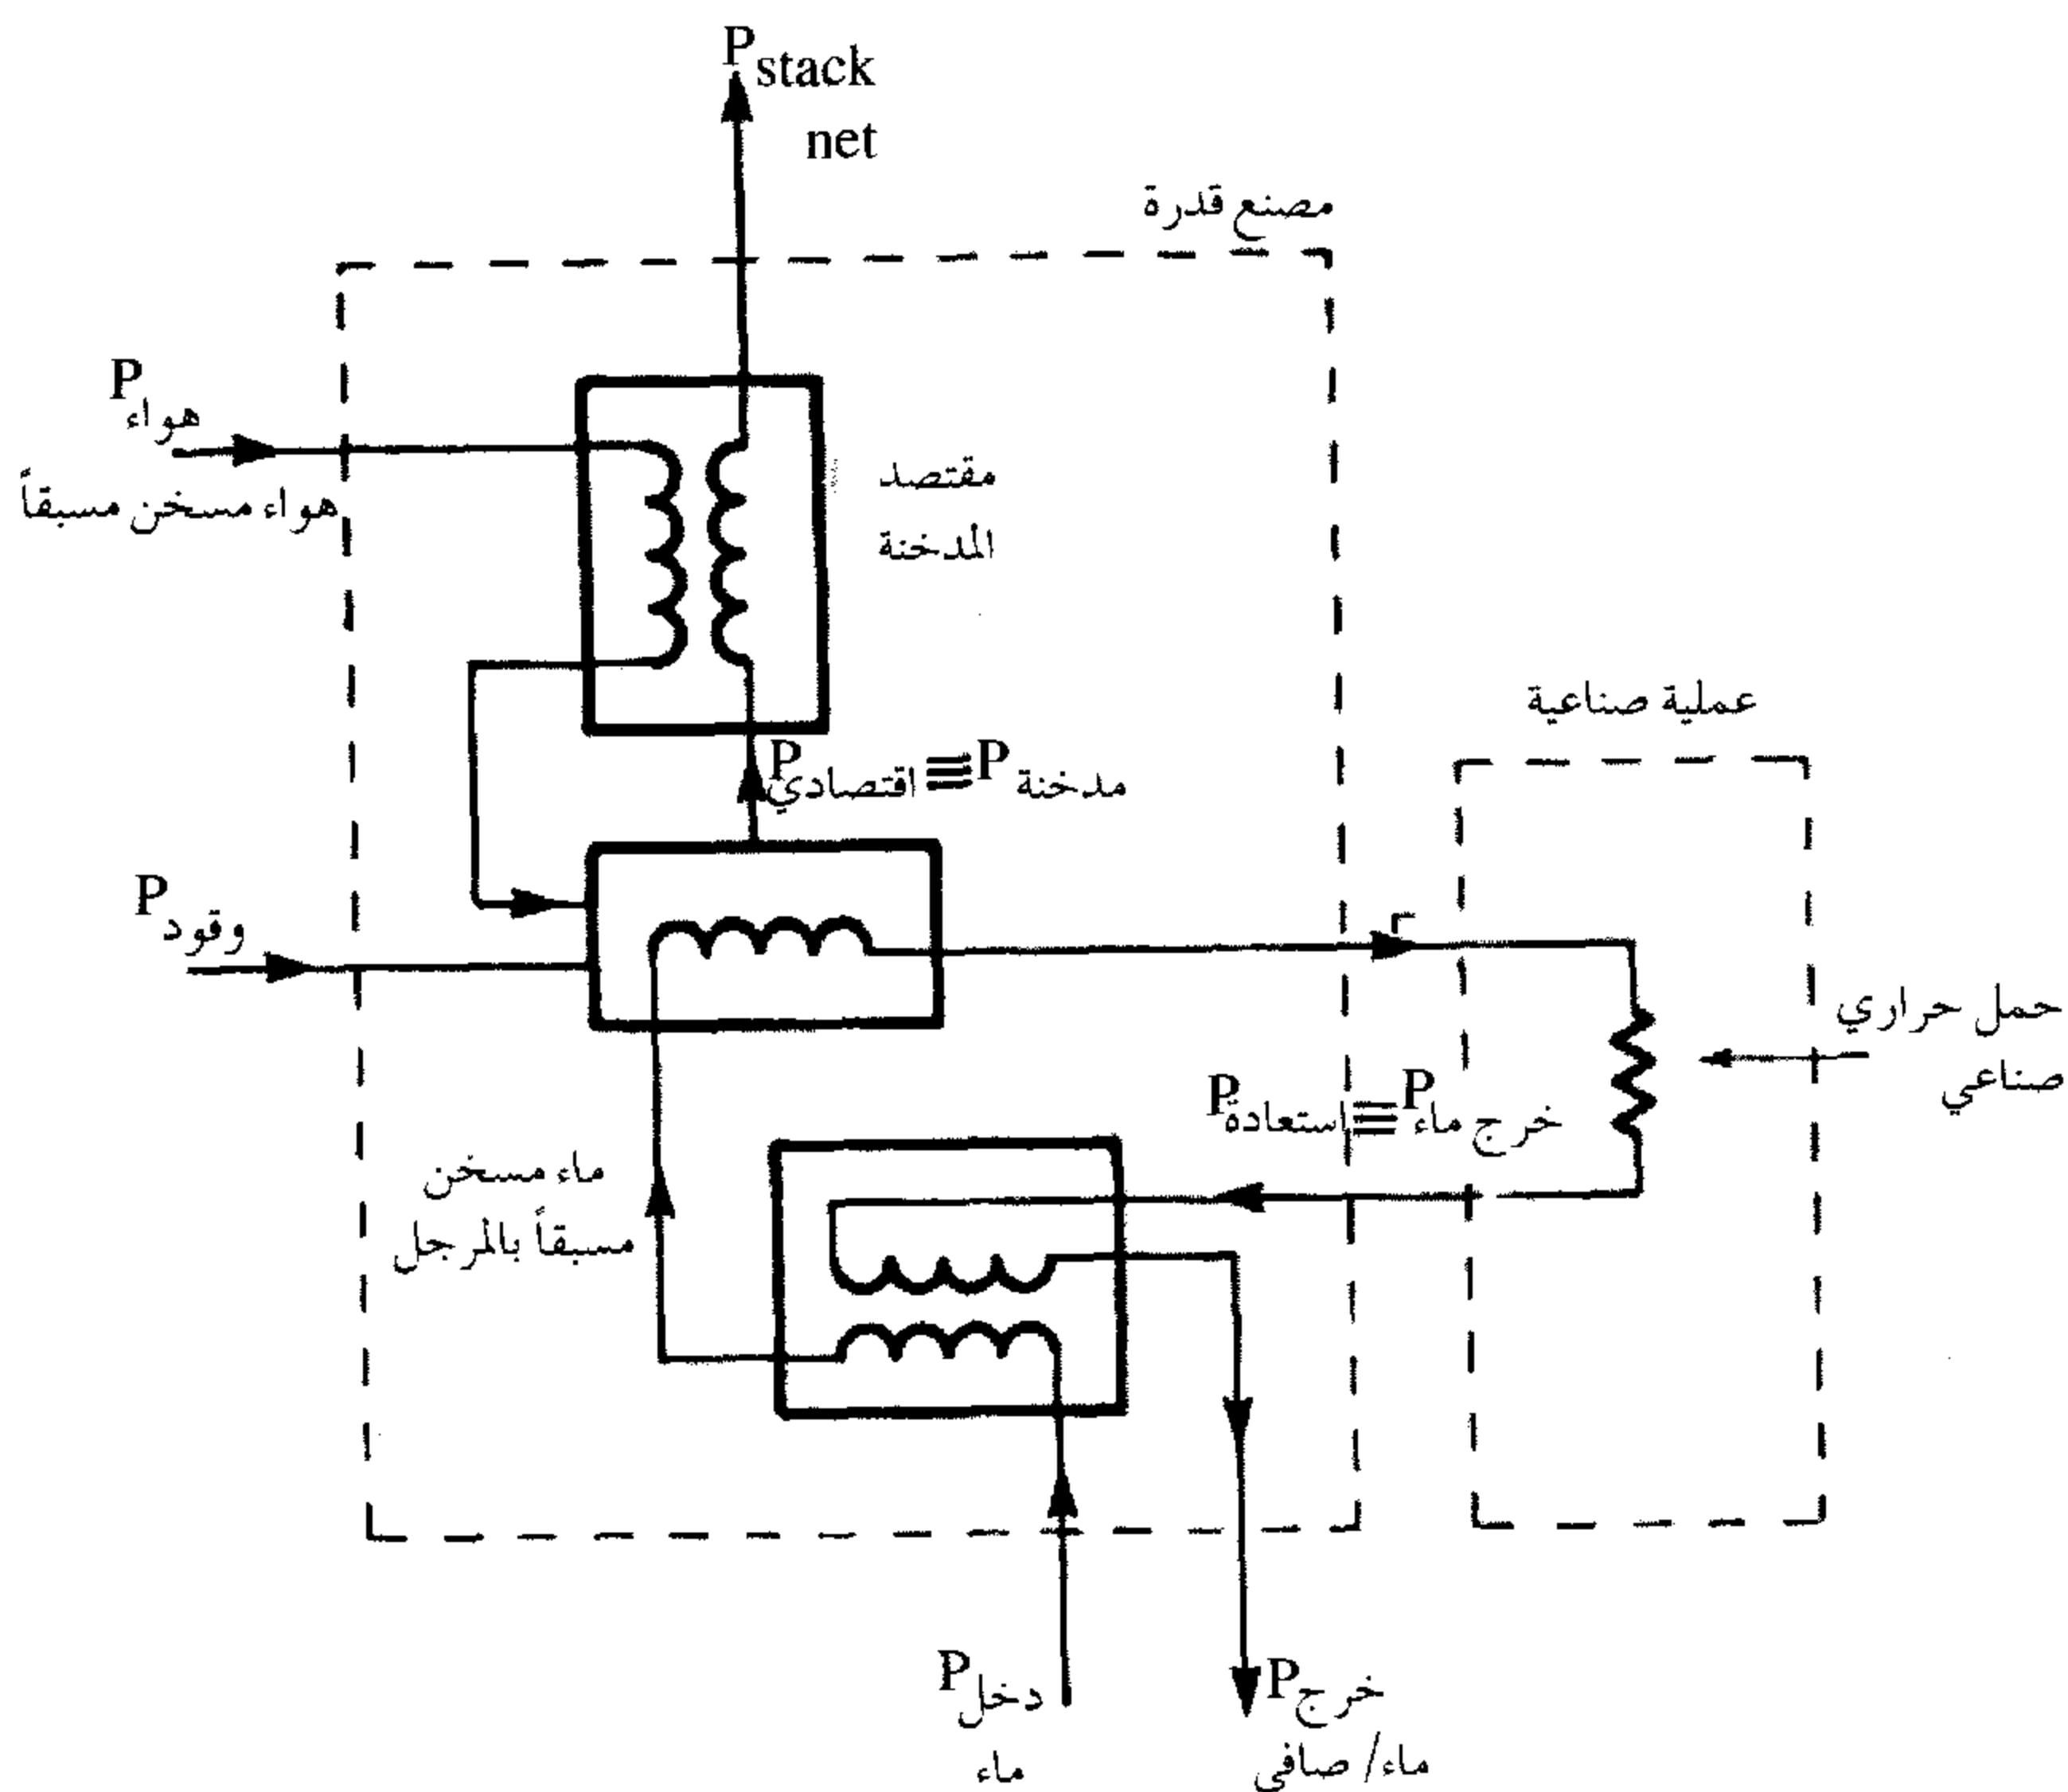 P stack
net
مصنع قدرة
P هواء
هواء مسخن مسبقاً
مقتصد
المدخنة
عملية صناعية
P اقتصادي ≡ P مدخنة
P وقود
حمل حراري
صناعي
P استعادة ≡ P خرج ماء
ماء مسخن
مسبقاً بالمرجل
P دخل
ماء
P خرج
ماء/ صافي